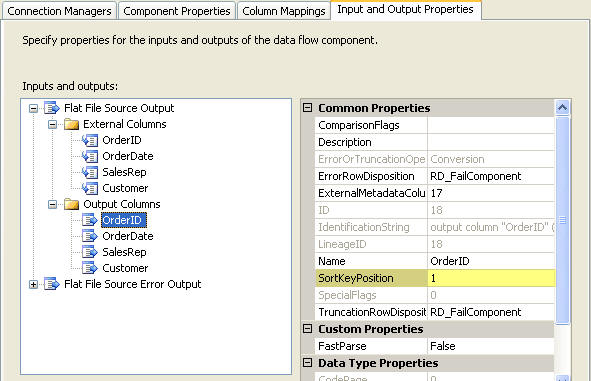 Connection Managers Component Properties Column Mappings Input and Output Properties
Specify properties for the inputs and outputs of the data flow component.
Inputs and outputs:
Flat File Source Output
External Columns
OrderID
OrderDate
SalesRep
Customer
Output Columns
OrderID
OrderDate
SalesRep
Customer
Flat File Source Error Output
Common Properties
ComparisonFlags
Description
ErrorOrTruncationOpe Conversion
ErrorRowDisposition RD_FailComponent
ExternalMetadataColu 17
ID 18
IdentificationString output column "OrderID" (
LineageID 18
Name OrderID
SortKeyPosition 1
SpecialFlags 0
TruncationRowDisposit RD_FailComponent
Custom Properties
FastParse False
Data Type Properties
CodePage 0